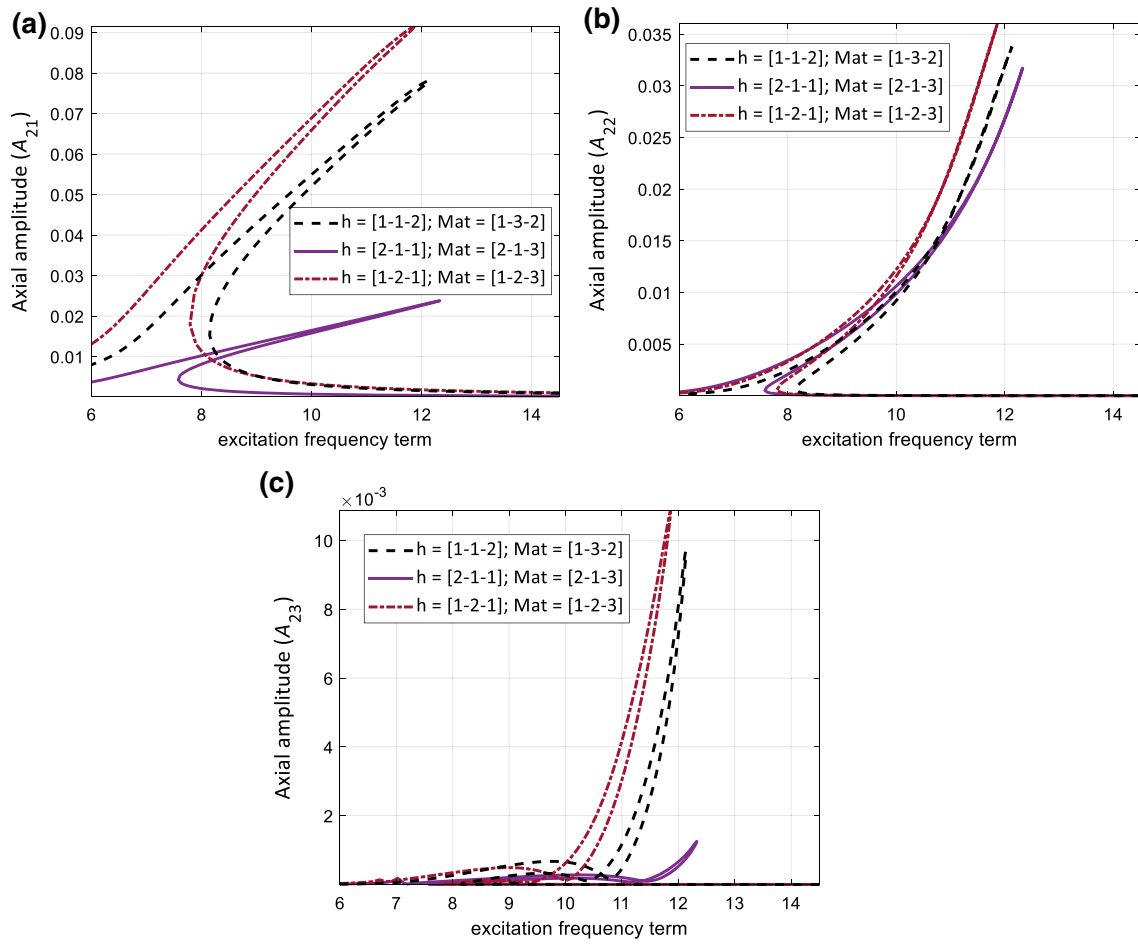 (a)
0.09
0.08
0.07
0.06
0.05
0.04
0.03
0.02
0.01
Axial amplitude (A21)
h = [1-1-2]; Mat = [1-3-2]
h = [2-1-1]; Mat = [2-1-3]
h = [1-2-1]; Mat = [1-2-3]
6 8 10 12 14
excitation frequency term
(b)
0.035
0.03
0.025
0.02
0.015
0.01
0.005
Axial amplitude (A22)
h = [1-1-2]; Mat = [1-3-2]
h = [2-1-1]; Mat = [2-1-3]
h = [1-2-1]; Mat = [1-2-3]
6 8 10 12 14
excitation frequency term
(c)
×10-3
10
8
6
4
2
Axial amplitude (A23)
h = [1-1-2]; Mat = [1-3-2]
h = [2-1-1]; Mat = [2-1-3]
h = [1-2-1]; Mat = [1-2-3]
6 7 8 9 10 11 12 13 14
excitation frequency term